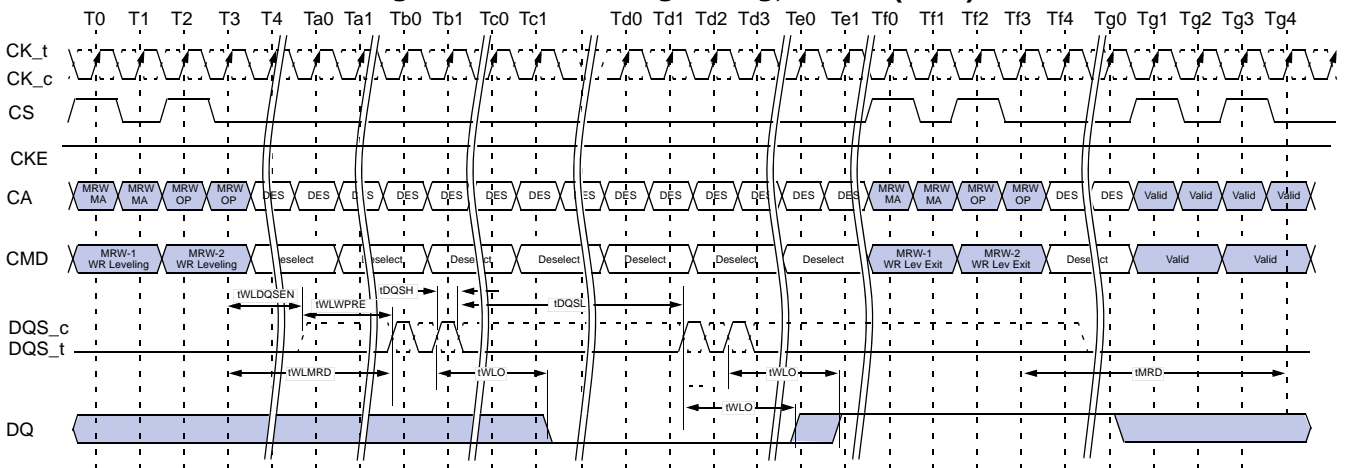 T0 T1 T2 T3 T4 Ta0 Ta1 Tb0 Tb1 Tc0 Tc1 Td0 Td1 Td2 Td3 Te0 Te1 Tf0 Tf1 Tf2 Tf3 Tf4 Tg0 Tg1 Tg2 Tg3 Tg4
CK_t
CK_c
CS
CKE
CA
MRW MA MRW MA MRW OP MRW OP DES DES DES DES DES DES DES DES DES DES DES DES DES DES MRW MA MRW MA MRW OP MRW OP DES DES Valid Valid Valid Valid
CMD
MRW-1 WR Leveling MRW-2 WR Leveling Deselect Deselect Deselect Deselect Deselect Deselect Deselect MRW-1 WR Lev Exit MRW-2 WR Lev Exit Deselect Valid Valid
tWLDQSEN tWLWPRE tDQSH tDQSL
DQS_c
DQS_t
tWLMRD tWLO tWLO tMRD
tWLO
DQ